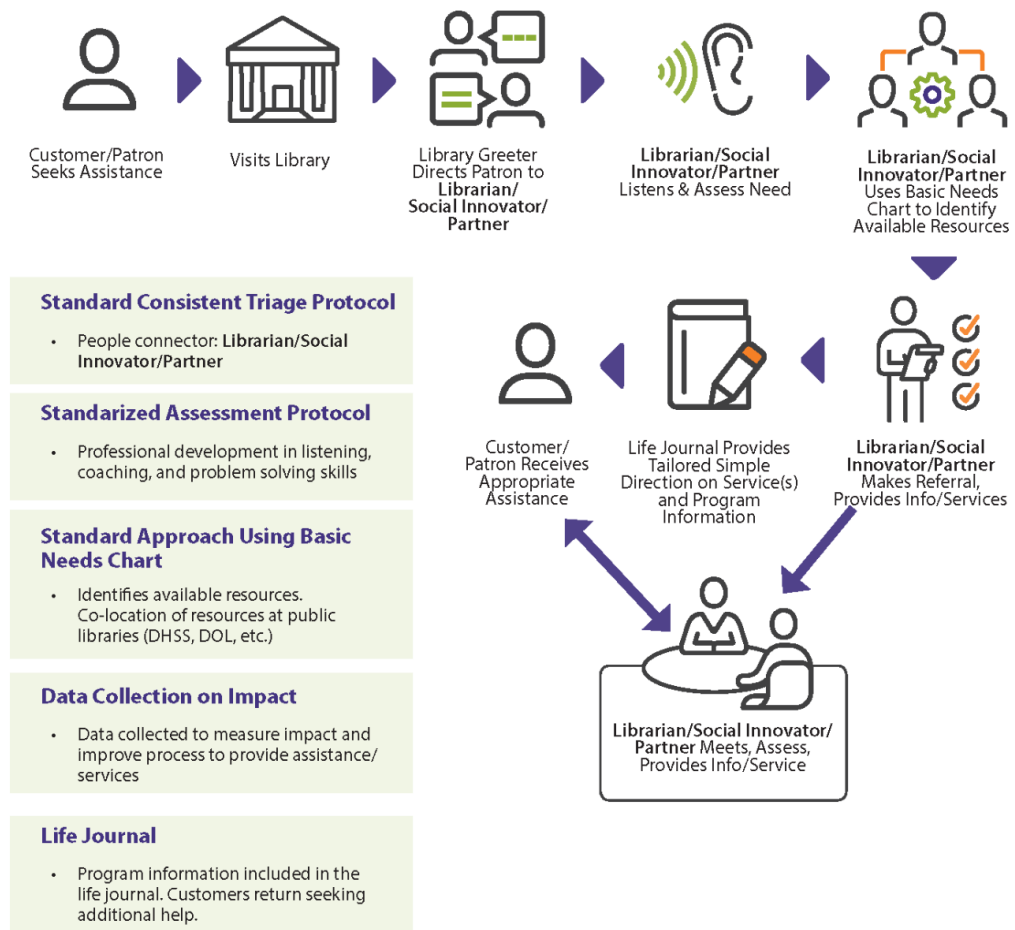 Customer/Patron
Seeks Assistance
Visits Library
Library Greeter
Directs Patron to
Librarian/
Social Innovator/
Partner
Librarian/Social
Innovator/Partner
Listens & Assess Need
Librarian/Social
Innovator/Partner
Uses Basic Needs
Chart to Identify
Available Resources
Librarian/Social
Innovator/Partner
Makes Referral,
Provides Info/Services
Life Journal Provides
Tailored Simple
Direction on Service(s)
and Program
Information
Customer/
Patron Receives
Appropriate
Assistance
Librarian/Social Innovator/
Partner Meets, Assess,
Provides Info/Service
Standard Consistent Triage Protocol
• People connector: Librarian/Social
Innovator/Partner
Standarized Assessment Protocol
• Professional development in listening,
coaching, and problem solving skills
Standard Approach Using Basic
Needs Chart
• Identifies available resources.
Co-location of resources at public
libraries (DHSS, DOL, etc.)
Data Collection on Impact
• Data collected to measure impact and
improve process to provide assistance/
services
Life Journal
• Program information included in the
life journal. Customers return seeking
additional help.